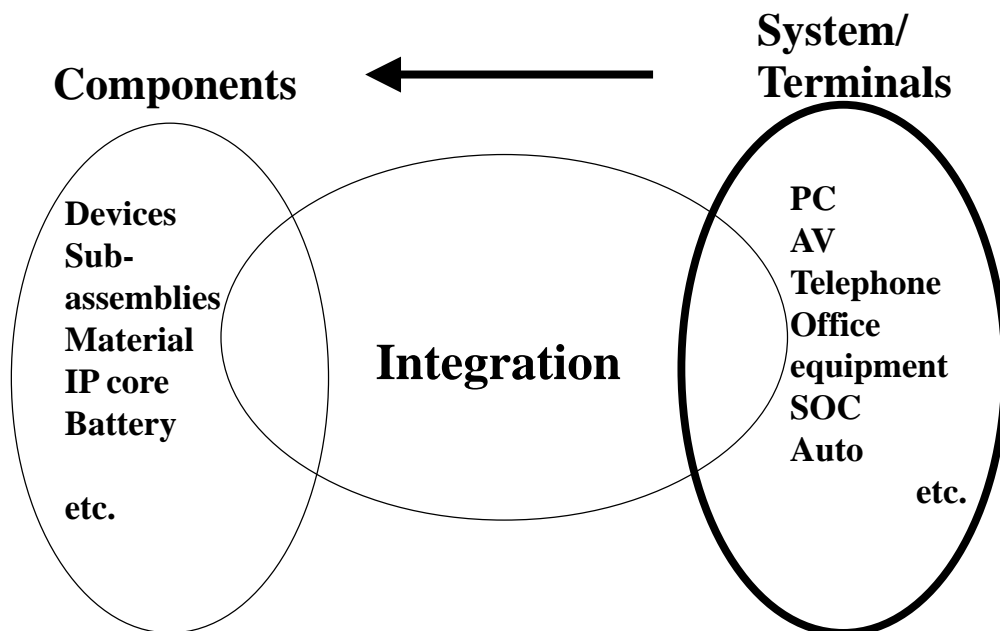 Components
System/
Terminals
Devices
Sub-
assemblies
Material
IP core
Battery
etc.
Integration
PC
AV
Telephone
Office
equipment
SOC
Auto
etc.